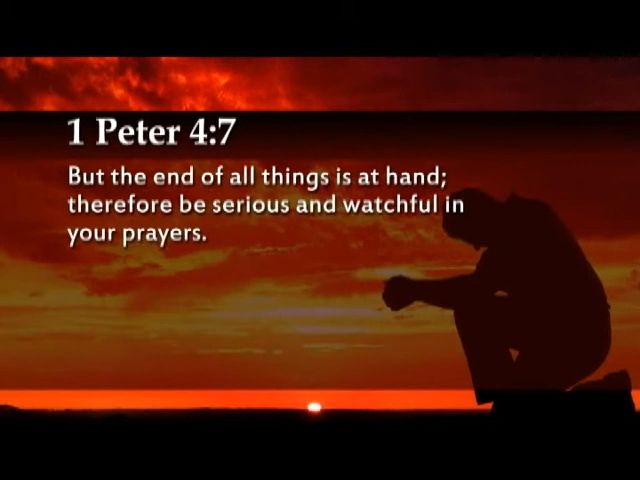 1 Peter 4:7
But the end of all things is at hand;
therefore be serious and watchful in
your prayers.